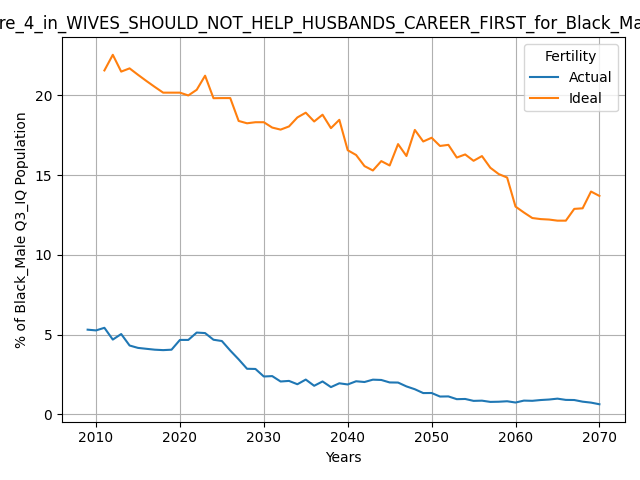 re_4_in_WIVES_SHOULD_NOT_HELP_HUSBANDS_CAREER_FIRST_for_Black_Ma
Fertility
Actual
Ideal
% of Black_Male Q3_IQ Population
20
15
10
5
0
2010 2020 2030 2040 2050 2060 2070
Years